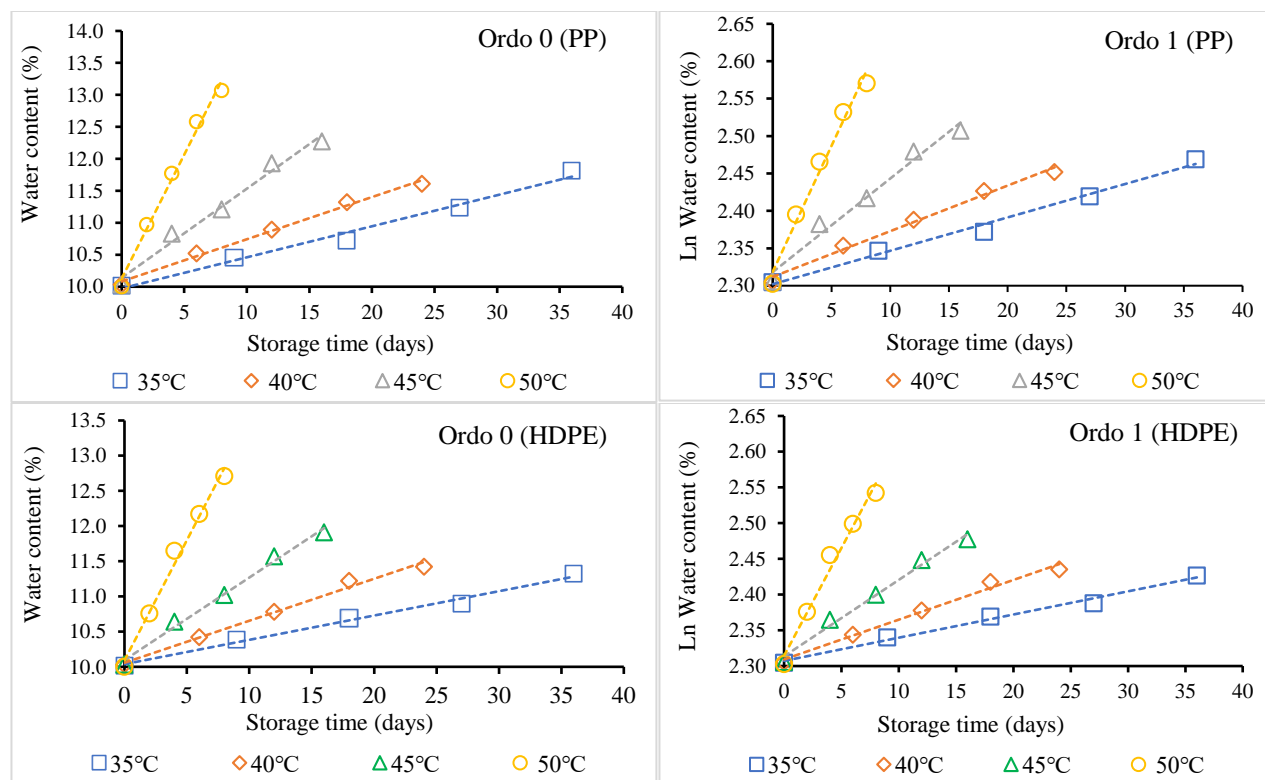 Ordo 0 (PP)
Water content (%)
14.0
13.5
13.0
12.5
12.0
11.5
11.0
10.5
10.0
0 5 10 15 20 25 30 35 40
Storage time (days)
35°C 40°C 45°C 50°C
Ordo 1 (PP)
Ln Water content (%)
2.65
2.60
2.55
2.50
2.45
2.40
2.35
2.30
0 5 10 15 20 25 30 35 40
Storage time (days)
35°C 40°C 45°C 50°C
Ordo 0 (HDPE)
Water content (%)
13.5
13.0
12.5
12.0
11.5
11.0
10.5
10.0
0 5 10 15 20 25 30 35 40
Storage time (days)
35°C 40°C 45°C 50°C
Ordo 1 (HDPE)
Ln Water content (%)
2.65
2.60
2.55
2.50
2.45
2.40
2.35
2.30
0 5 10 15 20 25 30 35 40
Storage time (days)
35°C 40°C 45°C 50°C